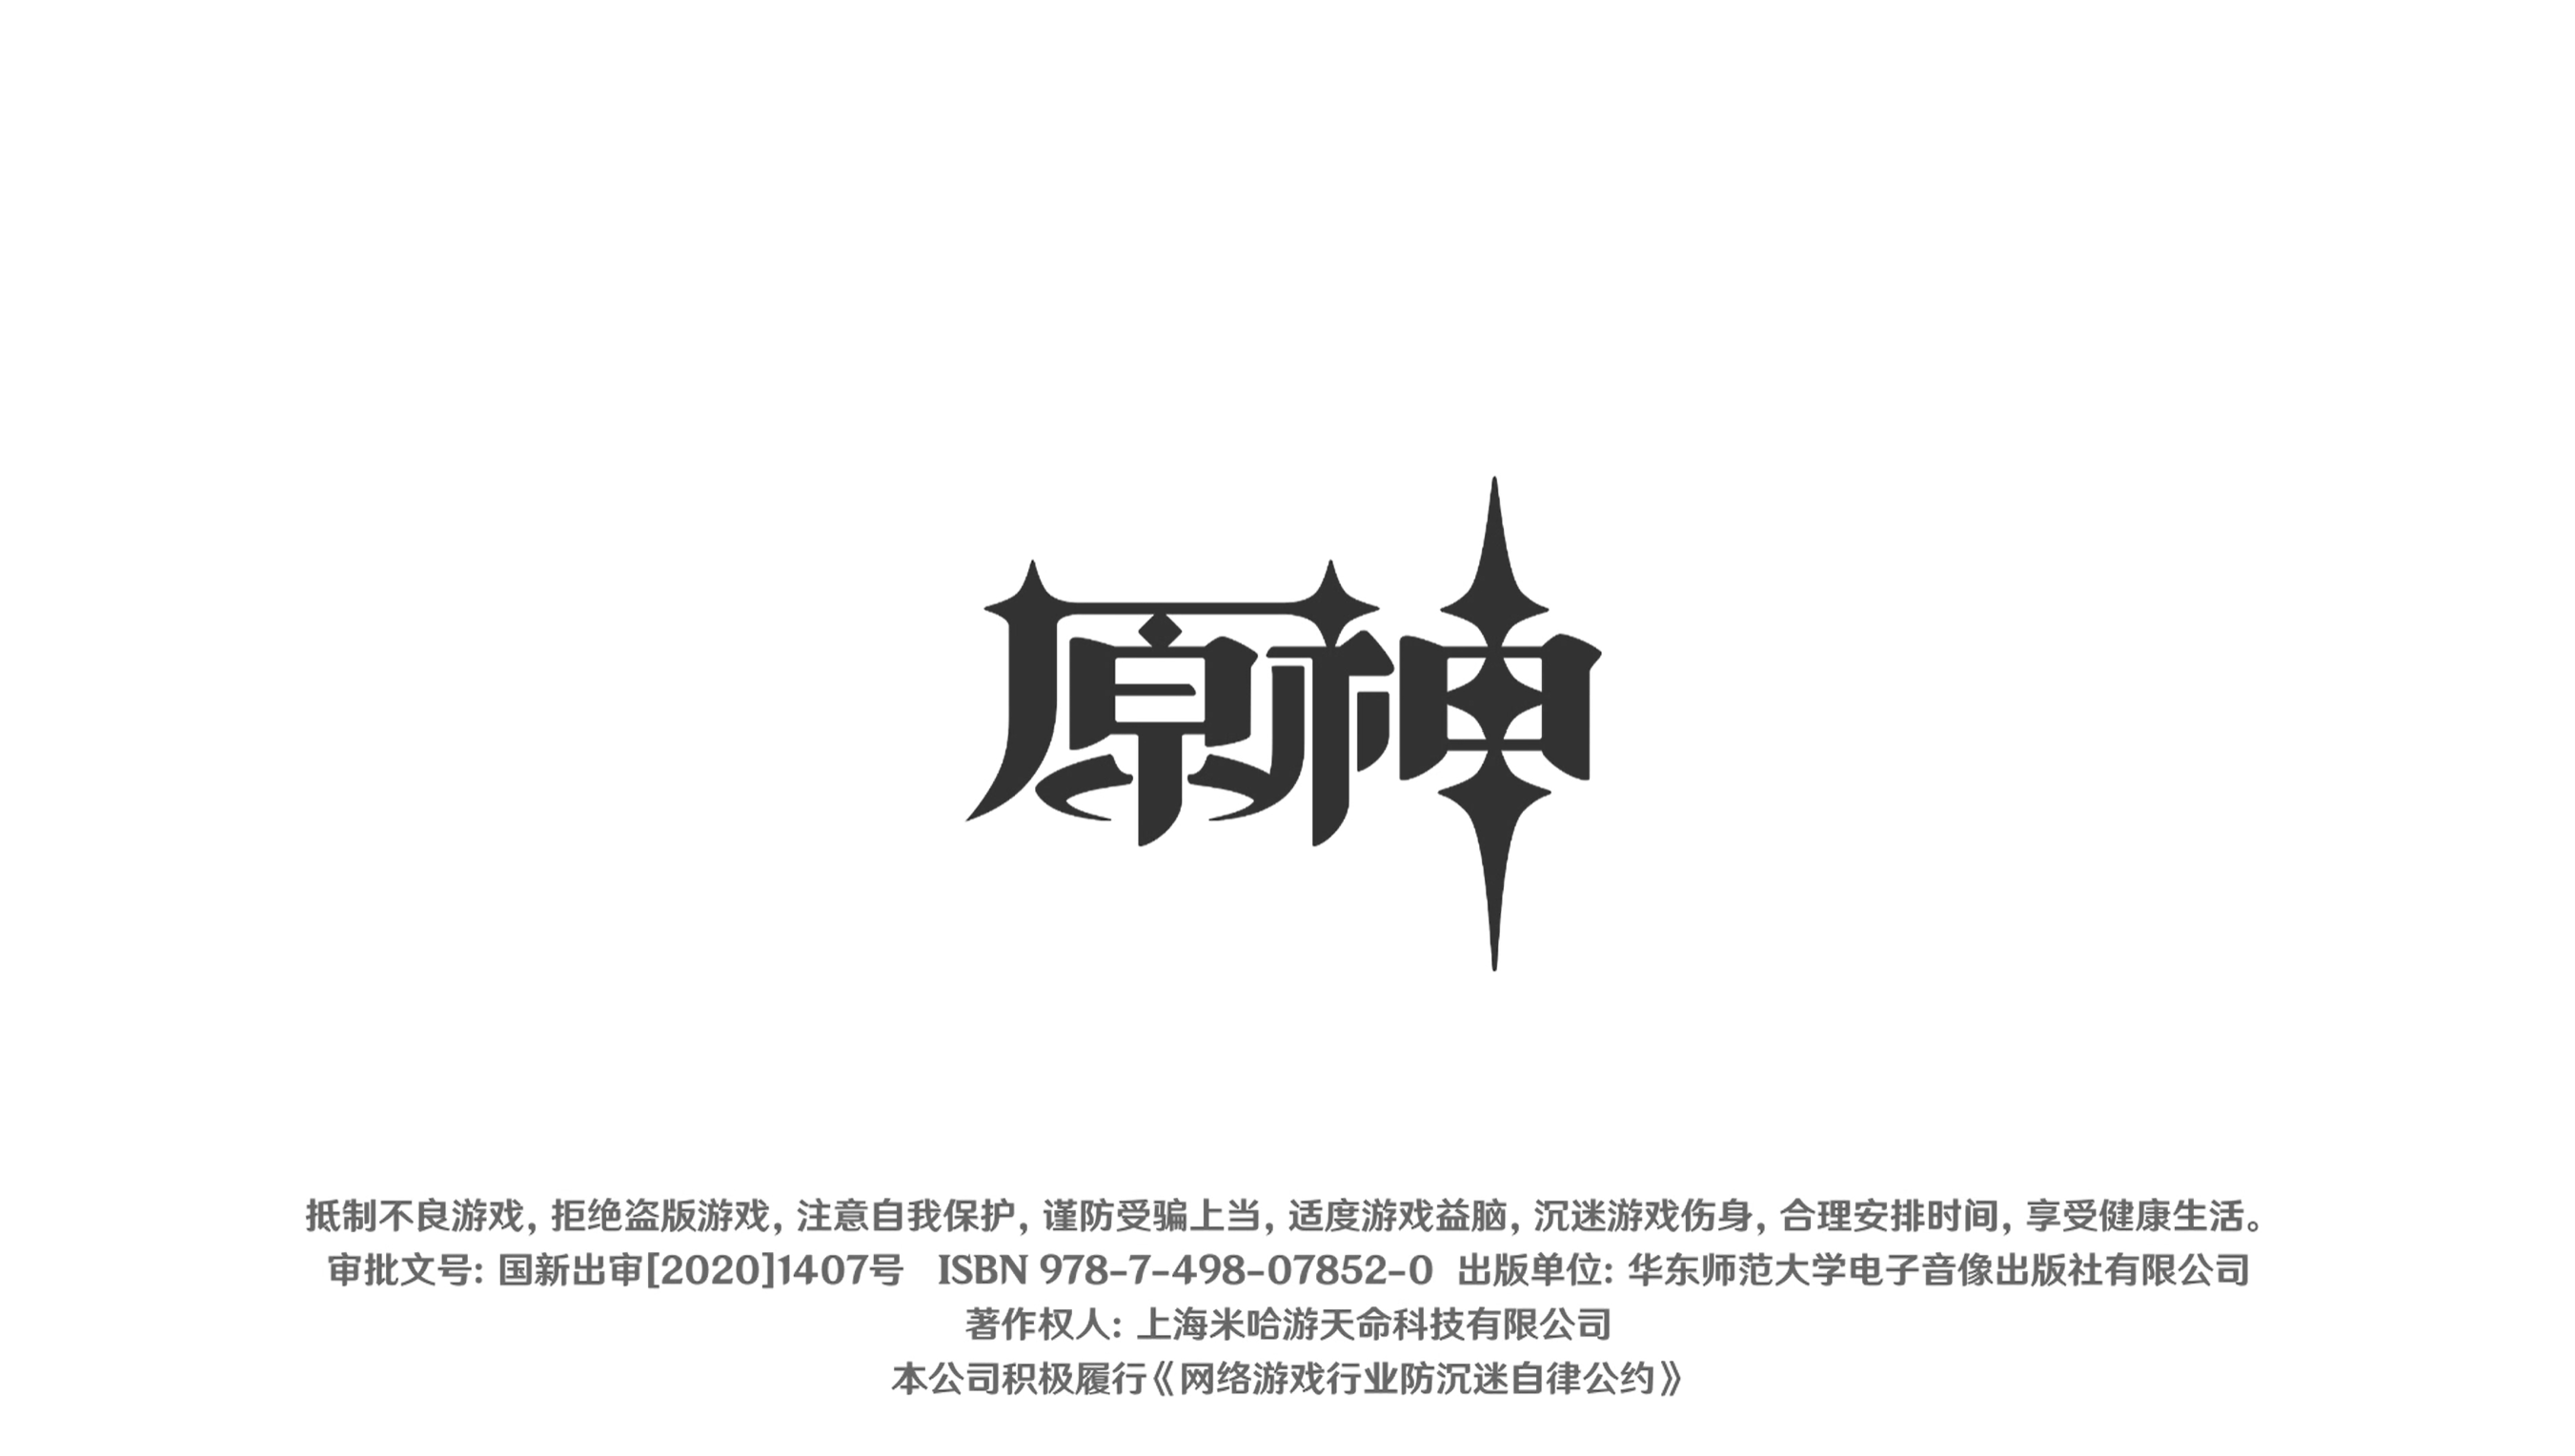 原神
抵制不良游戏, 拒绝盗版游戏, 注意自我保护, 谨防受骗上当, 适度游戏益脑, 沉迷游戏伤身, 合理安排时间, 享受健康生活。
审批文号: 国新出审[2020]1407号 ISBN 978-7-498-07852-0 出版单位: 华东师范大学电子音像出版社有限公司
著作权人: 上海米哈游天命科技有限公司
本公司积极履行《网络游戏行业防沉迷自律公约》